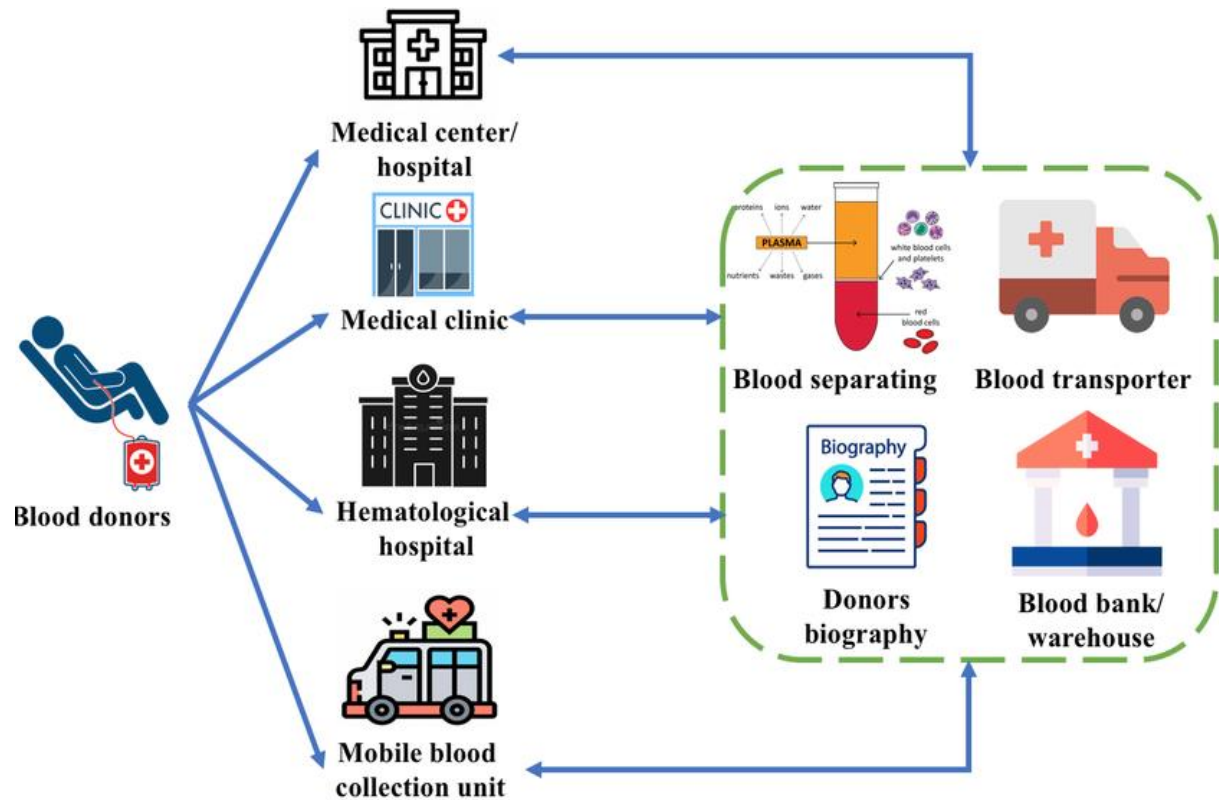 Medical center/
hospital
CLINIC
Medical clinic
Hematological
hospital
Mobile blood
collection unit
Blood donors
proteins ions water
PLASMA
nutrients wastes gases
white blood cells
and platelets
red
blood cells
Blood separating
Blood transporter
Biography
Donors
biography
Blood bank/
warehouse